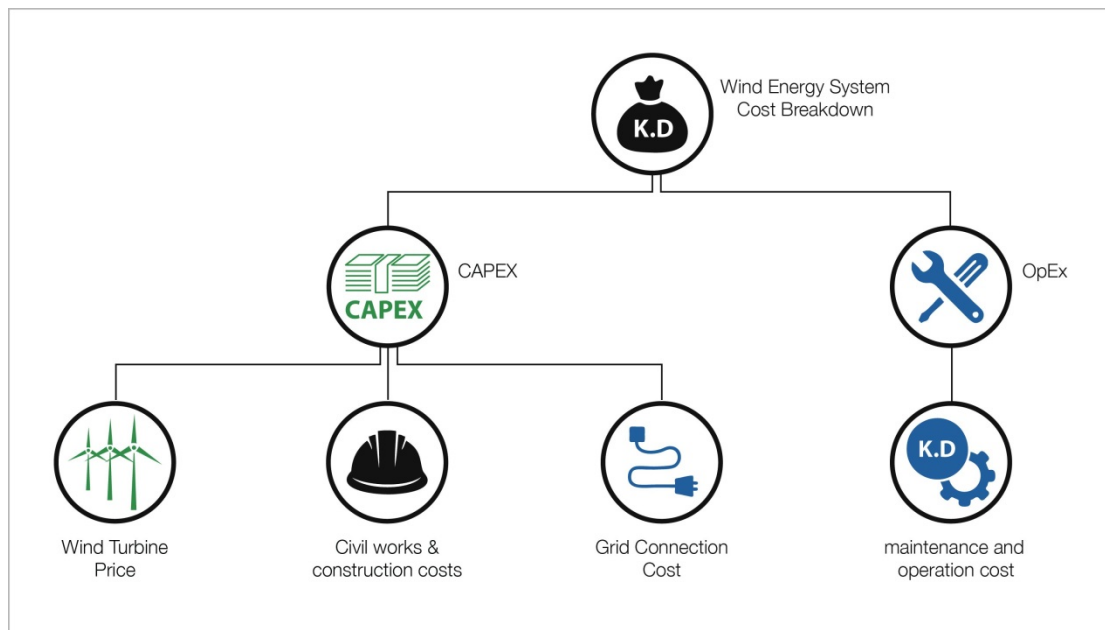 K.D
Wind Energy System
Cost Breakdown
CAPEX
CAPEX
OpEx
K.D
Wind Turbine
Price
Civil works &
construction costs
Grid Connection
Cost
maintenance and
operation cost